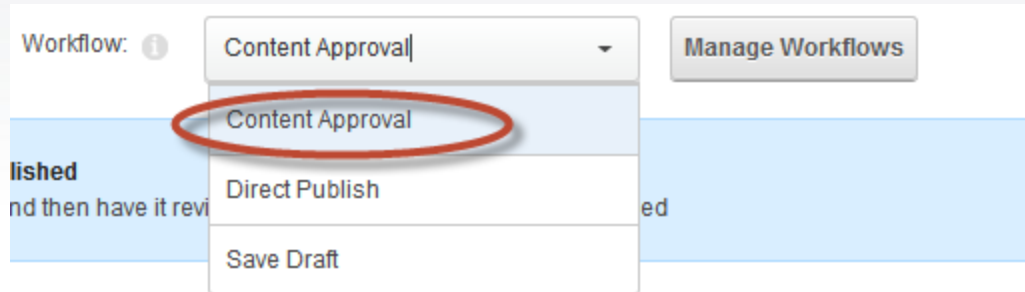 Workflow: Content Approval Manage Workflows
Content Approval
lished
Direct Publish
nd then have it revi ed
Save Draft